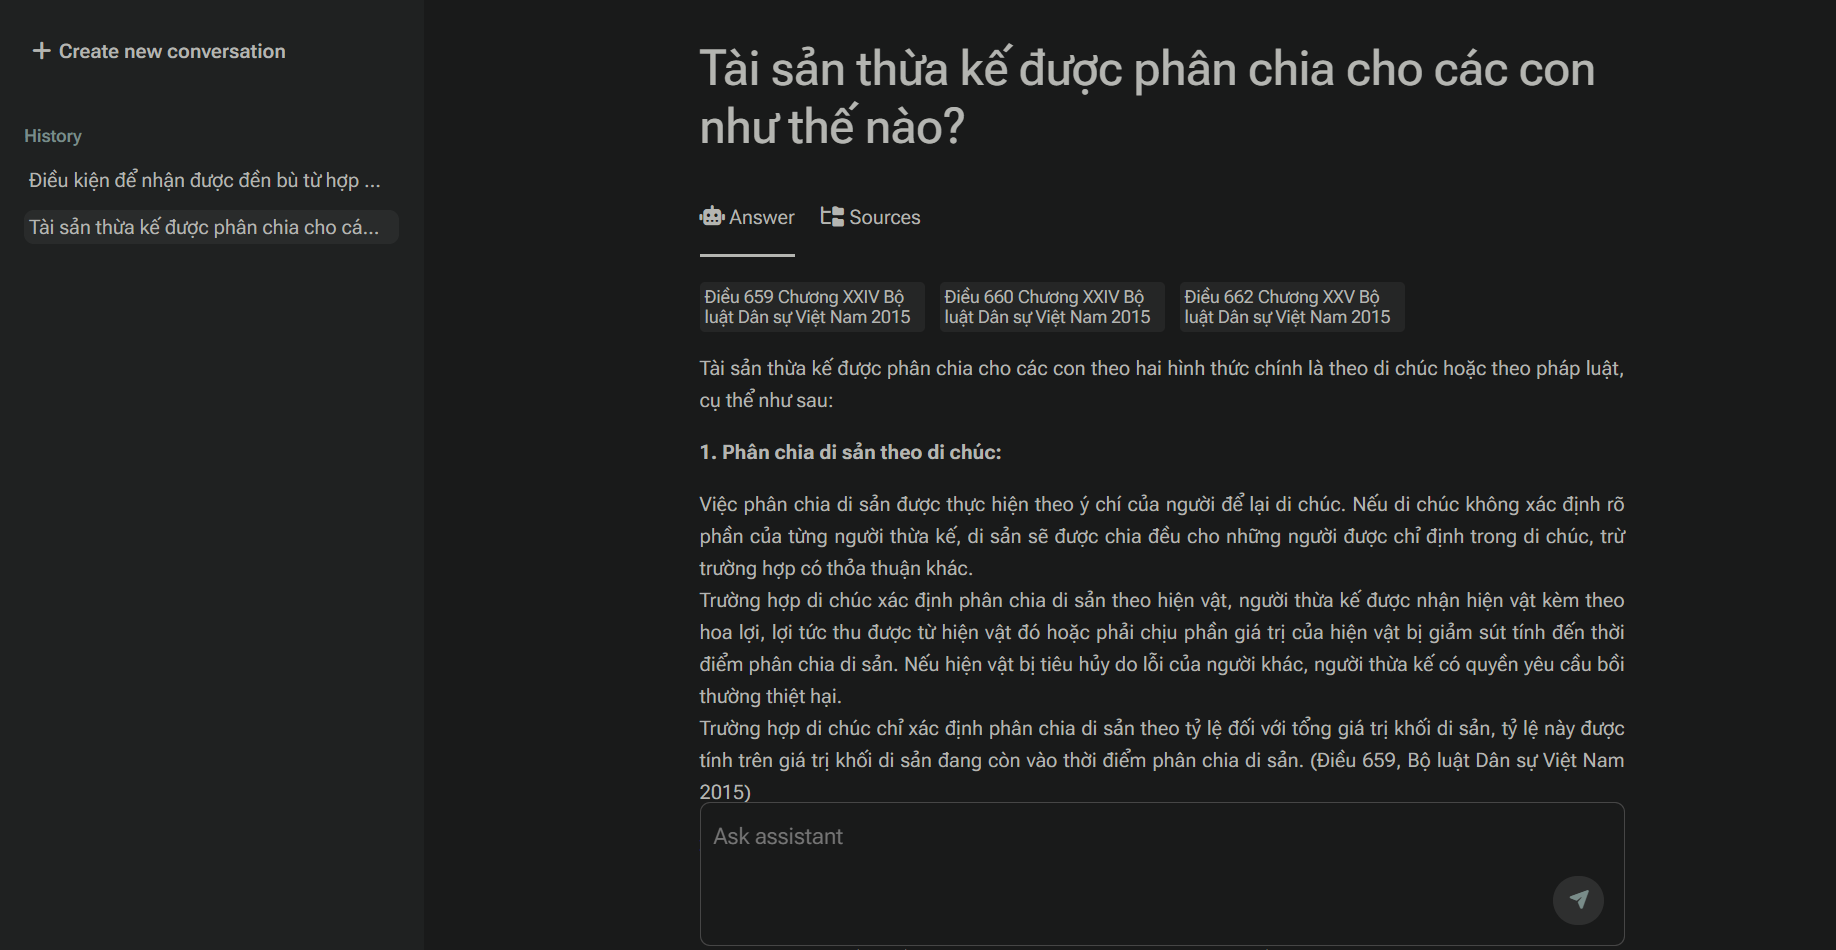 Create new conversation
History
Điều kiện để nhận được đền bù từ hợp ...
Tài sản thừa kế được phân chia cho cá...
Tài sản thừa kế được phân chia cho các con
như thế nào?
Answer
Sources
Điều 659 Chương XXIV Bộ
luật Dân sự Việt Nam 2015
Điều 660 Chương XXIV Bộ
luật Dân sự Việt Nam 2015
Điều 662 Chương XXV Bộ
luật Dân sự Việt Nam 2015
Tài sản thừa kế được phân chia cho các con theo hai hình thức chính là theo di chúc hoặc theo pháp luật,
cụ thể như sau:
1. Phân chia di sản theo di chúc:
Việc phân chia di sản được thực hiện theo ý chí của người để lại di chúc. Nếu di chúc không xác định rõ
phần của từng người thừa kế, di sản sẽ được chia đều cho những người được chỉ định trong di chúc, trừ
trường hợp có thỏa thuận khác.
Trường hợp di chúc xác định phân chia di sản theo hiện vật, người thừa kế được nhận hiện vật kèm theo
hoa lợi, lợi tức thu được từ hiện vật đó hoặc phải chịu phần giá trị của hiện vật bị giảm sút tính đến thời
điểm phân chia di sản. Nếu hiện vật bị tiêu hủy do lỗi của người khác, người thừa kế có quyền yêu cầu bồi
thường thiệt hại.
Trường hợp di chúc chỉ xác định phân chia di sản theo tỷ lệ đối với tổng giá trị khối di sản, tỷ lệ này được
tính trên giá trị khối di sản đang còn vào thời điểm phân chia di sản. (Điều 659, Bộ luật Dân sự Việt Nam
2015)
Ask assistant